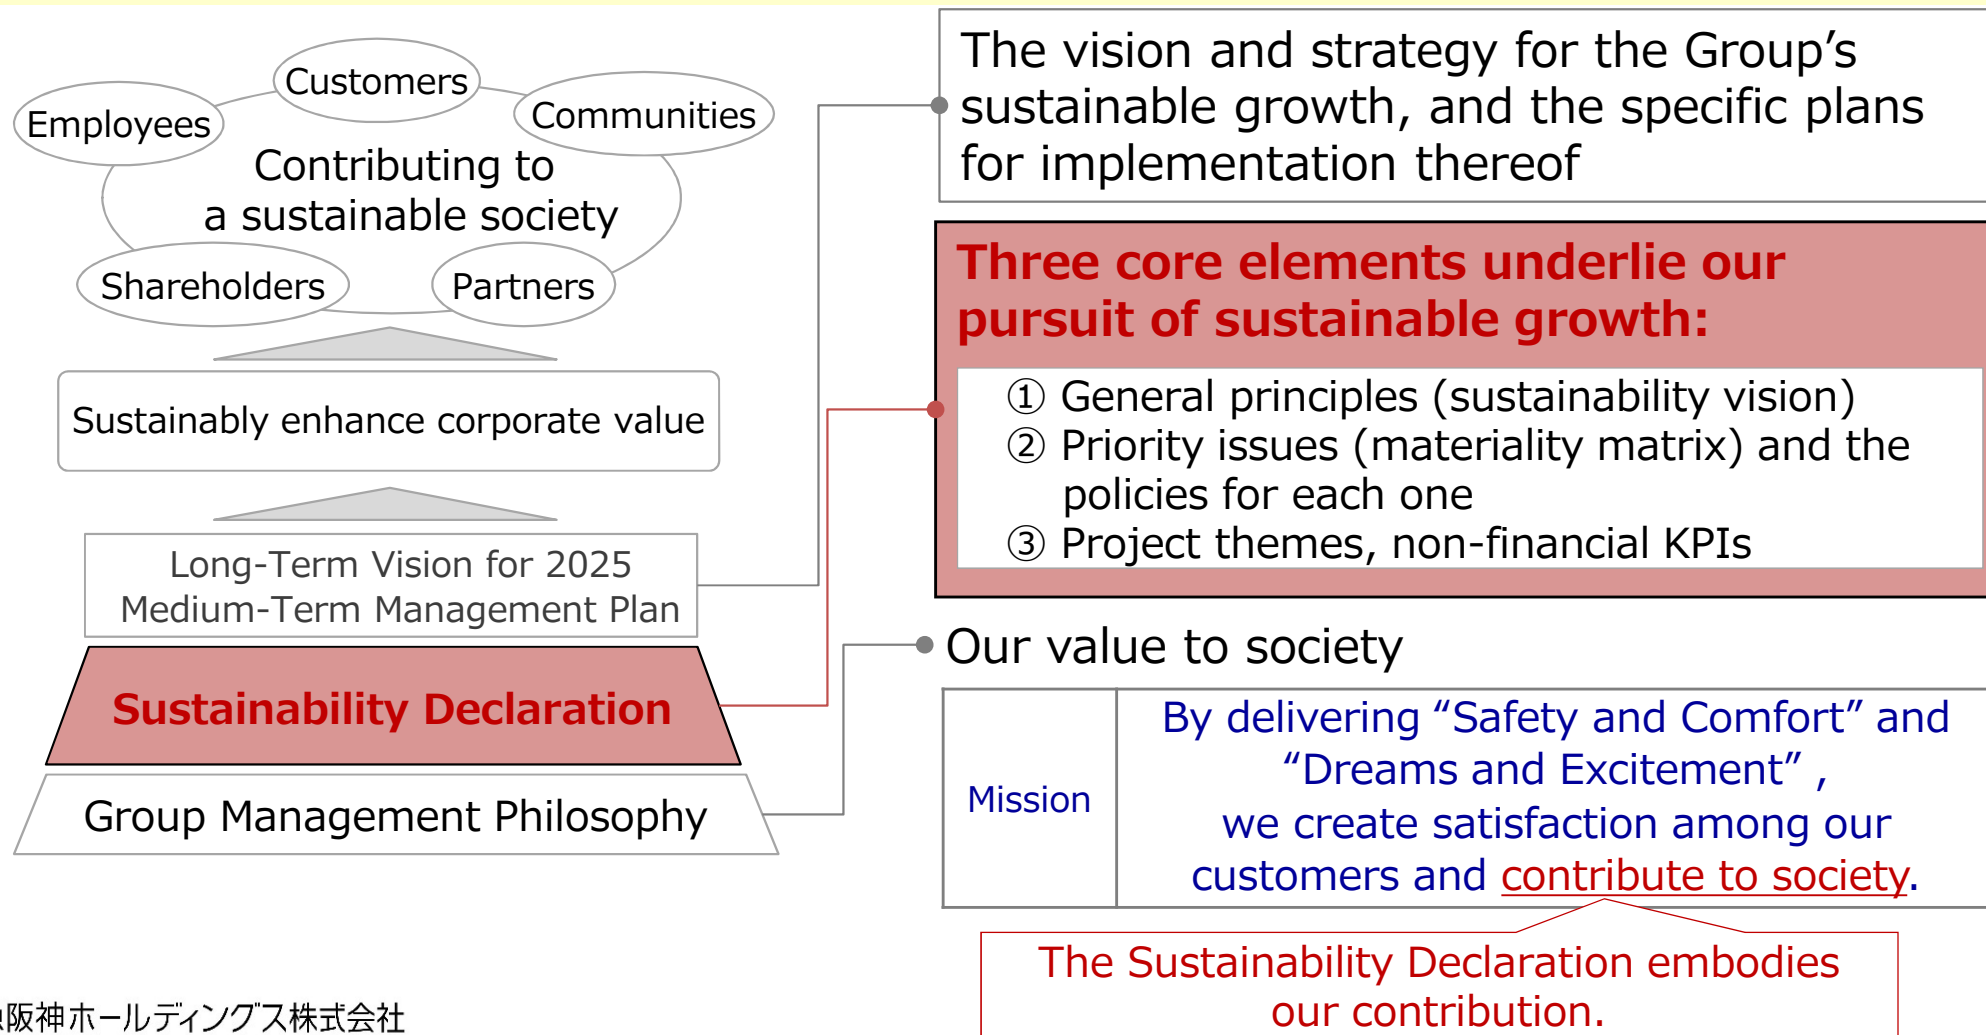 Customers
Employees
Communities
Contributing to
a sustainable society
Shareholders
Partners
Sustainably enhance corporate value
Long-Term Vision for 2025
Medium-Term Management Plan
Sustainability Declaration
Group Management Philosophy
The vision and strategy for the Group’s
sustainable growth, and the specific plans
for implementation thereof
Three core elements underlie our
pursuit of sustainable growth:
① General principles (sustainability vision)
② Priority issues (materiality matrix) and the
policies for each one
③ Project themes, non-financial KPIs
Our value to society
Mission
By delivering “Safety and Comfort” and
“Dreams and Excitement” ,
we create satisfaction among our
customers and contribute to society.
The Sustainability Declaration embodies
our contribution.
阪神ホールディングス株式会社